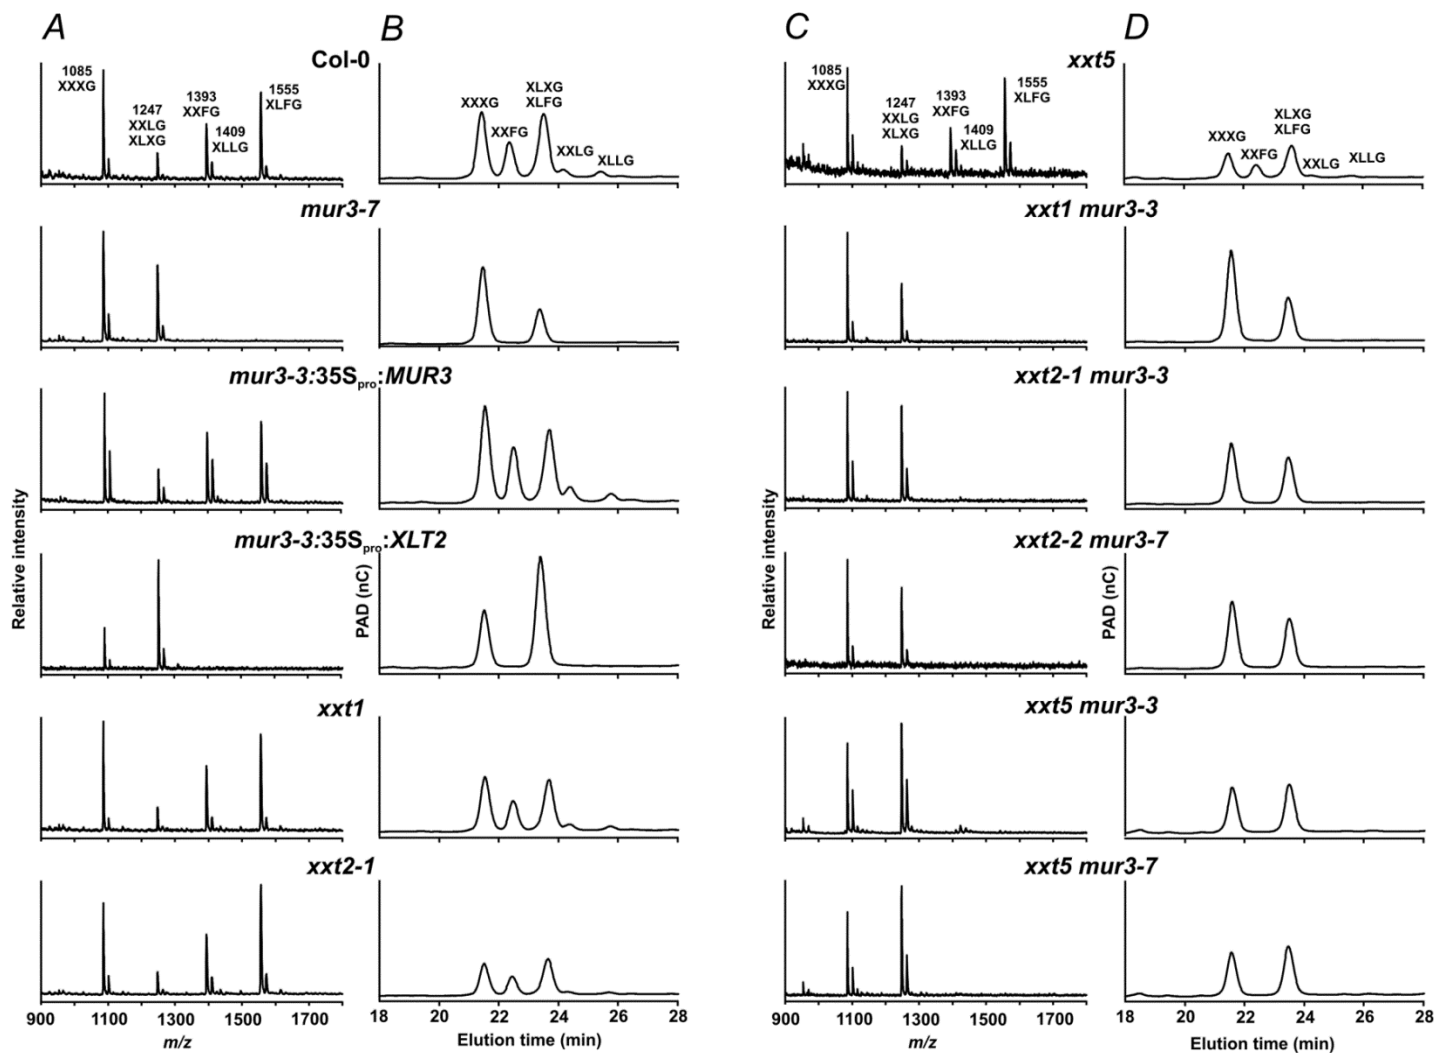 A
B
C
D
Col-0
1085
XXXG
1247
XXLG
XLXG
1393
XXFG
1409
XLLG
1555
XLFG
XXXG
XXFG
XLXG
XLFG
XXLG
XLLG
xxt5
1085
XXXG
1247
XXLG
XLXG
1393
XXFG
1409
XLLG
1555
XLFG
XXXG
XXFG
XLXG
XLFG
XXLG
XLLG
mur3-7
xxt1 mur3-3
mur3-3:35Spro:MUR3
xxt2-1 mur3-3
mur3-3:35Spro:XLT2
xxt2-2 mur3-7
Relative intensity
PAD (nC)
Relative intensity
PAD (nC)
xxt1
xxt5 mur3-3
xxt2-1
xxt5 mur3-7
900 1100 1300 1500 1700
18 20 22 24 26 28
900 1100 1300 1500 1700
18 20 22 24 26 28
m/z
Elution time (min)
m/z
Elution time (min)